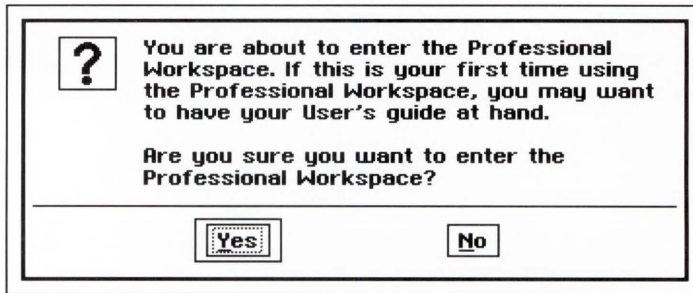 ?
You are about to enter the Professional
Workspace. If this is your first time using
the Professional Workspace, you may want
to have your User's guide at hand.
Are you sure you want to enter the
Professional Workspace?
Yes No